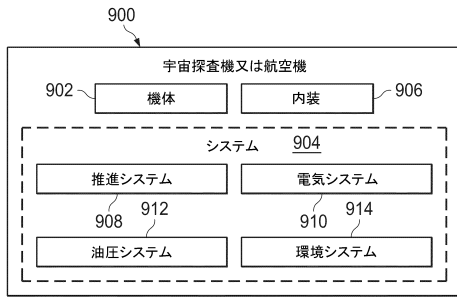 900
宇宙探査機又は航空機
902 機体 内装 906
システム 904
推進システム 電気システム
908 912 910 914
油圧システム 環境システム